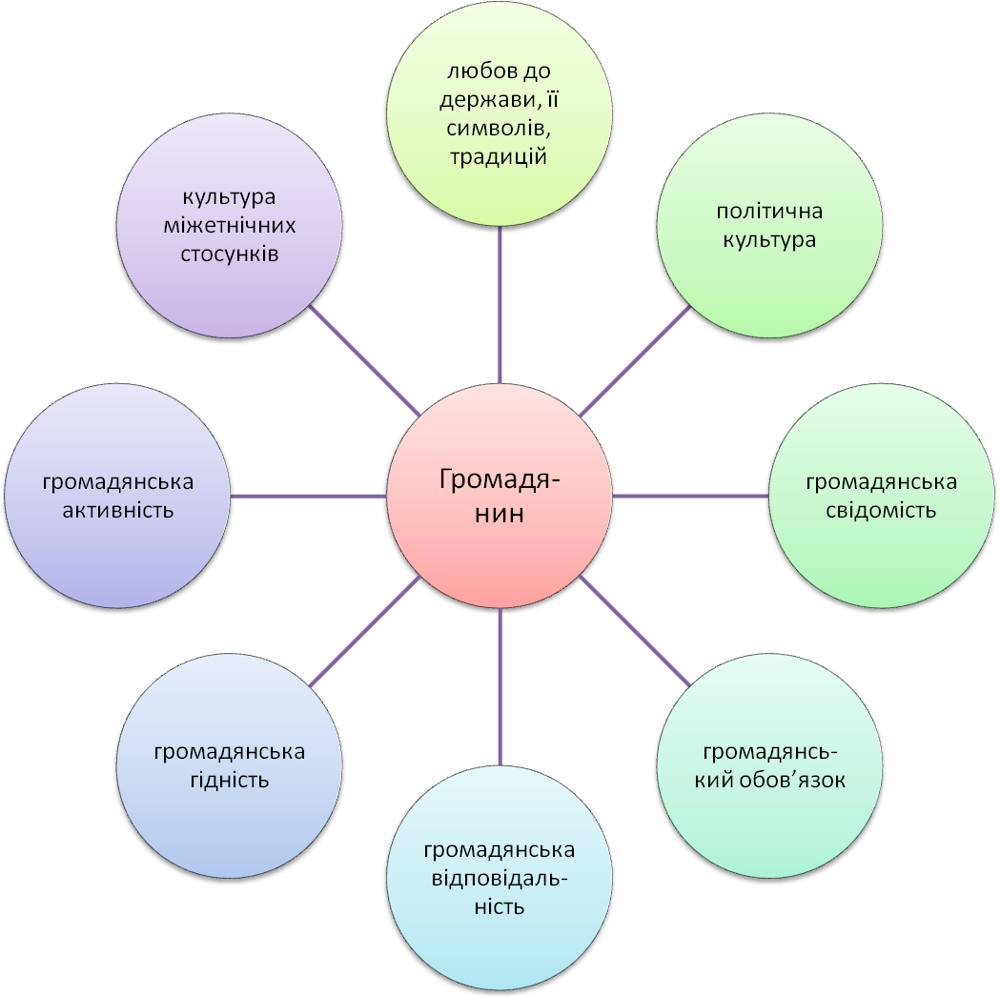 любов до
держави, її
символів,
традицій
політична
культура
громадянська
свідомість
громадянсь-
кий обов’язок
громадянська
відповідаль-
ність
громадянська
гідність
громадянська
активність
культура
міжетнічних
стосунків
Громадя-
нин